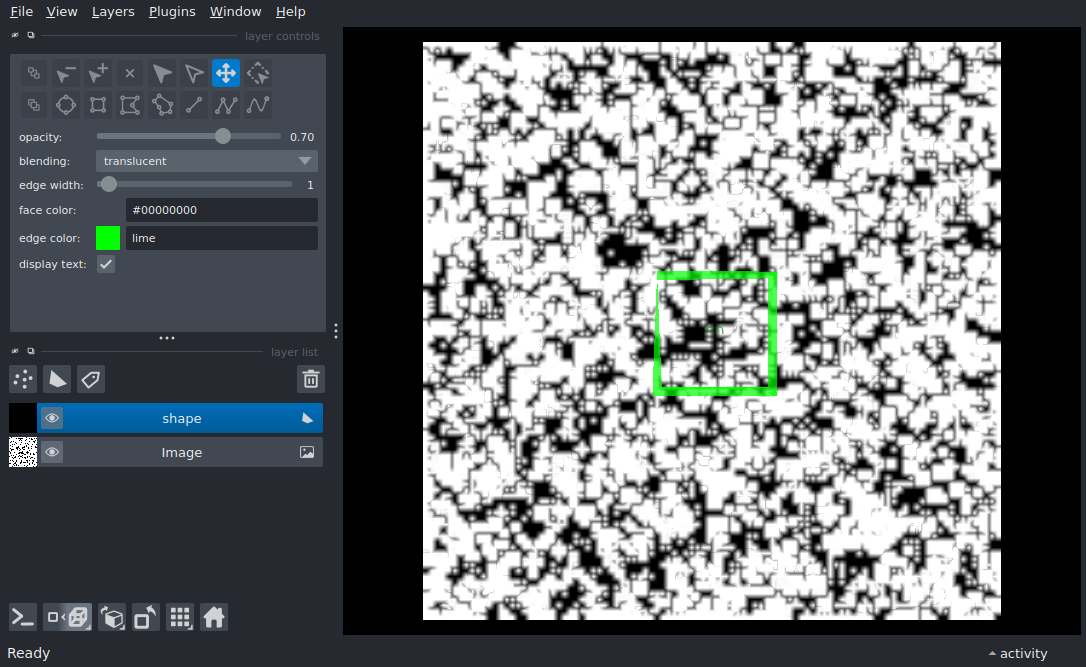 File View Layers Plugins Window Help
layer controls
opacity: 0.70
blending: translucent
edge width: 1
face color: #00000000
edge color: lime
display text:
layer list
shape
Image
Ready
activity